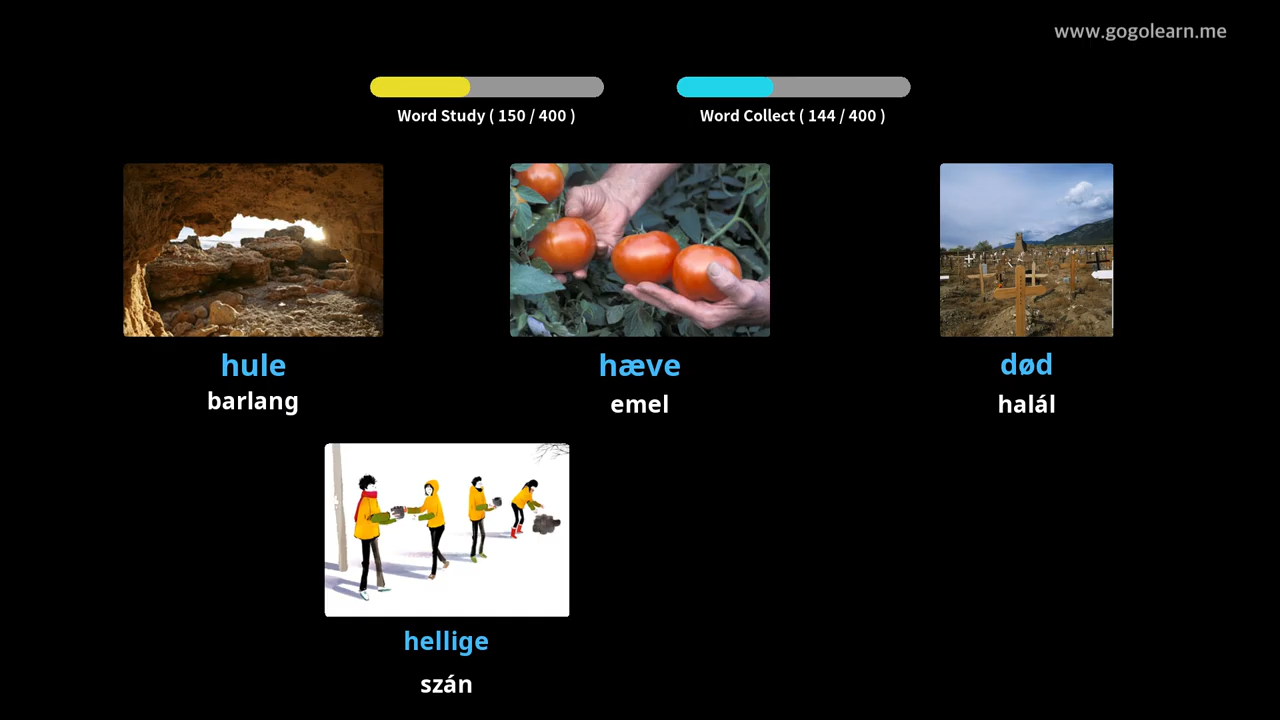 www.gogolearn.me
Word Study ( 150 / 400 )
Word Collect ( 144 / 400 )
hule
barlang
hæve
emel
død
halál
hellige
szán